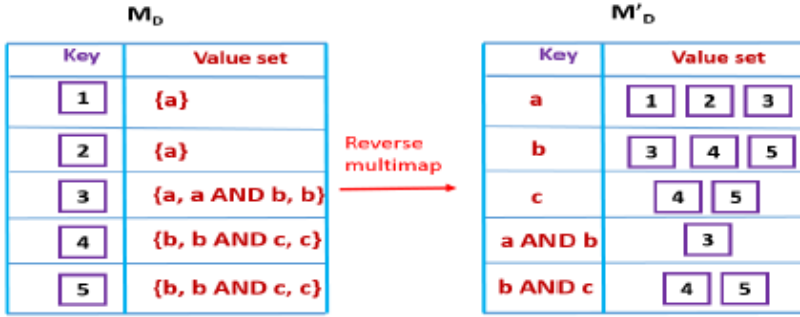 M_D
M'_D
Key Value set
Key Value set
1 {a}
a 1 2 3
2 {a}
b 3 4 5
Reverse
multimap
3 {a, a AND b, b}
c 4 5
4 {b, b AND c, c}
a AND b 3
5 {b, b AND c, c}
b AND c 4 5